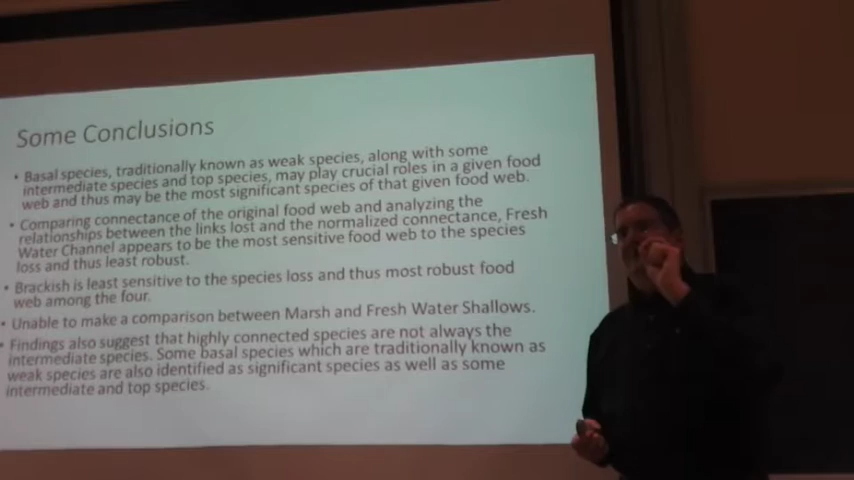 Some Conclusions
• Basal species, traditionally known as weak species, along with some
intermediate species and top species, may play crucial roles in a given food
web and thus may be the most significant species of that given food web.
• Comparing connectance of the original food web and analyzing the
relationships between the links lost and the normalized connectance, Fresh
Water Channel appears to be the most sensitive food web to the species
loss and thus least robust.
• Brackish is least sensitive to the species loss and thus most robust food
web among the four.
• Unable to make a comparison between Marsh and Fresh Water Shallows.
• Findings also suggest that highly connected species are not always the
intermediate species. Some basal species which are traditionally known as
weak species are also identified as significant species as well as some
intermediate and top species.